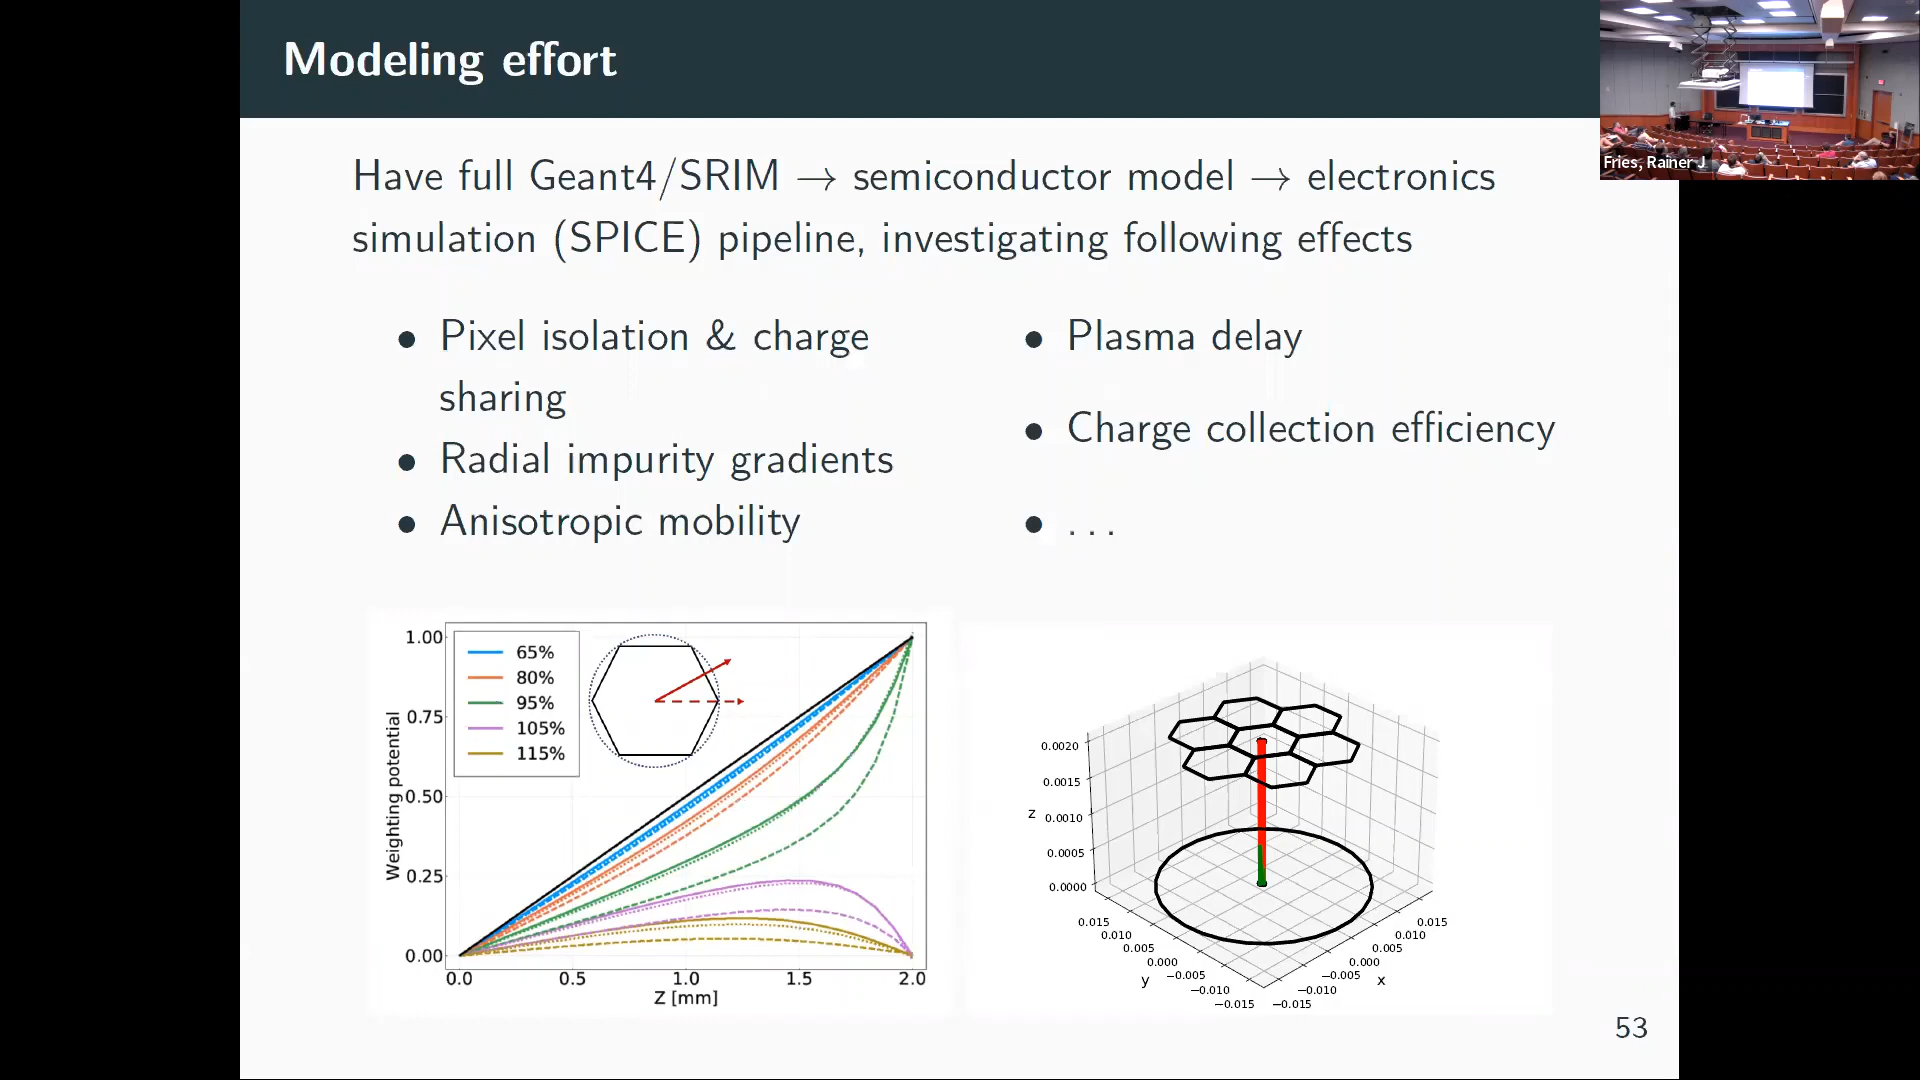 Modeling effort
Fries, Rainer J
Have full Geant4/SRIM → semiconductor model → electronics
simulation (SPICE) pipeline, investigating following effects
• Pixel isolation & charge
sharing
• Radial impurity gradients
• Anisotropic mobility
• Plasma delay
• Charge collection efficiency
• . . .
1.00
0.75
0.50
0.25
0.00
Weighting potential
65%
80%
95%
105%
115%
0.0 0.5 1.0 1.5 2.0
Z [mm]
z
0.0020
0.0015
0.0010
0.0005
0.0000
0.015
0.010
0.005
0.000
−0.005
−0.010
−0.015
y
0.015
0.010
0.005
0.000
−0.005
−0.010
−0.015
x
53